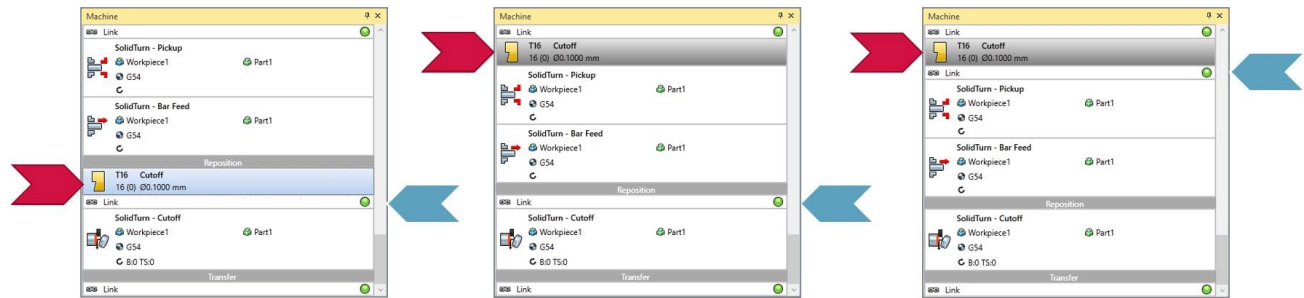 Machine
Link
SolidTurn - Pickup
Workpiece1 Part1
G54
SolidTurn - Bar Feed
Workpiece1 Part1
G54
Reposition
T16 Cutoff
16 (0) Ø0.1000 mm
Link
SolidTurn - Cutoff
Workpiece1 Part1
G54
B:0 TS:0
Transfer
Link
Machine
Link
T16 Cutoff
16 (0) Ø0.1000 mm
SolidTurn - Pickup
Workpiece1 Part1
G54
SolidTurn - Bar Feed
Workpiece1 Part1
G54
Reposition
Link
SolidTurn - Cutoff
Workpiece1 Part1
G54
B:0 TS:0
Transfer
Link
Machine
T16 Cutoff
16 (0) Ø0.1000 mm
Link
SolidTurn - Pickup
Workpiece1 Part1
G54
SolidTurn - Bar Feed
Workpiece1 Part1
G54
Reposition
SolidTurn - Cutoff
Workpiece1 Part1
G54
B:0 TS:0
Transfer
Link